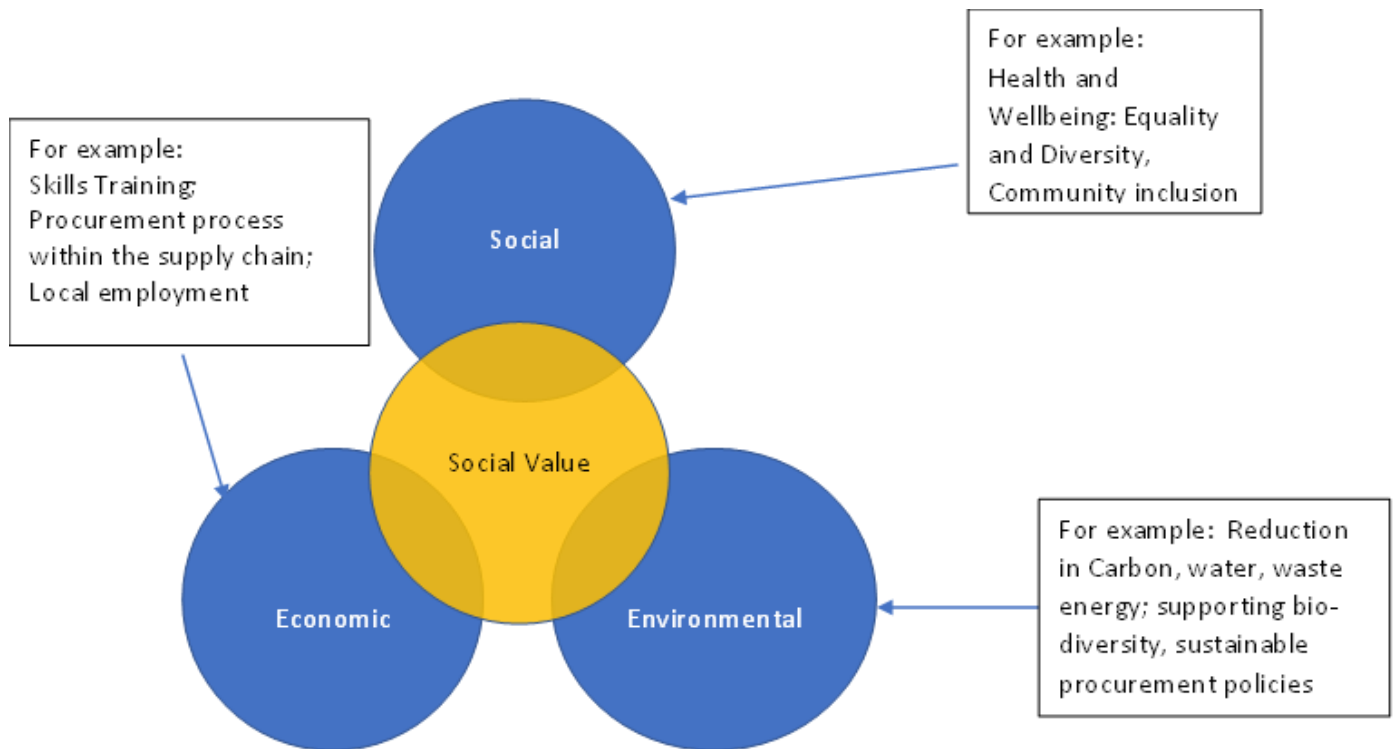 For example:
Health and
Wellbeing: Equality
and Diversity,
Community inclusion
For example:
Skills Training;
Procurement process
within the supply chain;
Local employment
Social
Social Value
Economic
Environmental
For example: Reduction
in Carbon, water, waste
energy; supporting bio-
diversity, sustainable
procurement policies